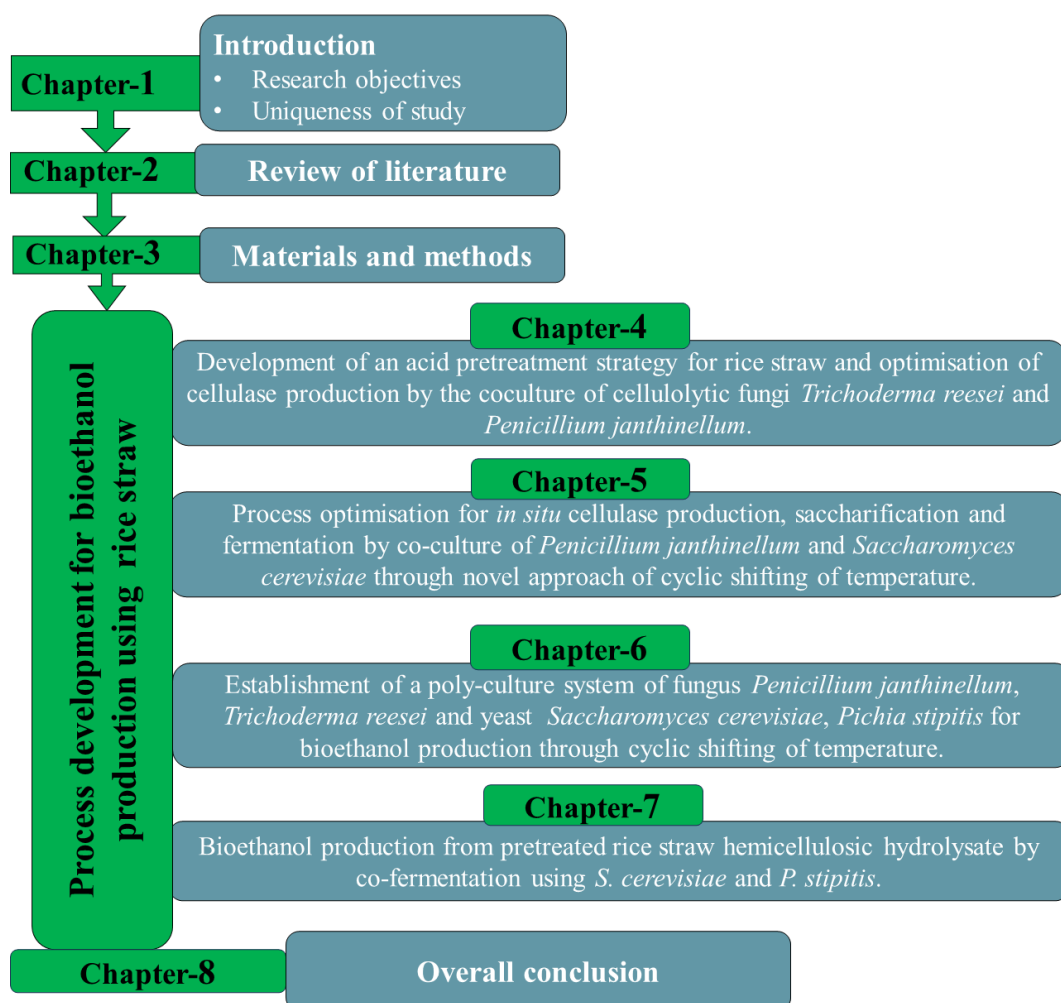 Chapter-1
Introduction
• Research objectives
• Uniqueness of study
Chapter-2
Review of literature
Chapter-3
Materials and methods
Process development for bioethanol
production using rice straw
Chapter-4
Development of an acid pretreatment strategy for rice straw and optimisation of
cellulase production by the coculture of cellulolytic fungi Trichoderma reesei and
Penicillium janthinellum.
Chapter-5
Process optimisation for in situ cellulase production, saccharification and
fermentation by co-culture of Penicillium janthinellum and Saccharomyces
cerevisiae through novel approach of cyclic shifting of temperature.
Chapter-6
Establishment of a poly-culture system of fungus Penicillium janthinellum,
Trichoderma reesei and yeast Saccharomyces cerevisiae, Pichia stipitis for
bioethanol production through cyclic shifting of temperature.
Chapter-7
Bioethanol production from pretreated rice straw hemicellulosic hydrolysate by
co-fermentation using S. cerevisiae and P. stipitis.
Chapter-8
Overall conclusion